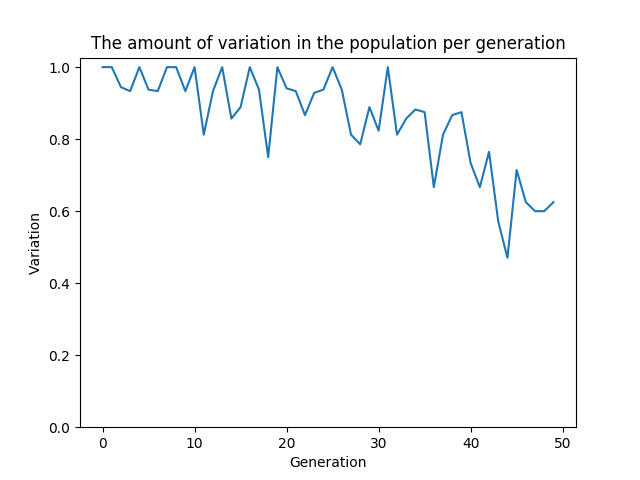 The amount of variation in the population per generation
1.0
0.8
0.6
0.4
0.2
0.0
Variation
0 10 20 30 40 50
Generation